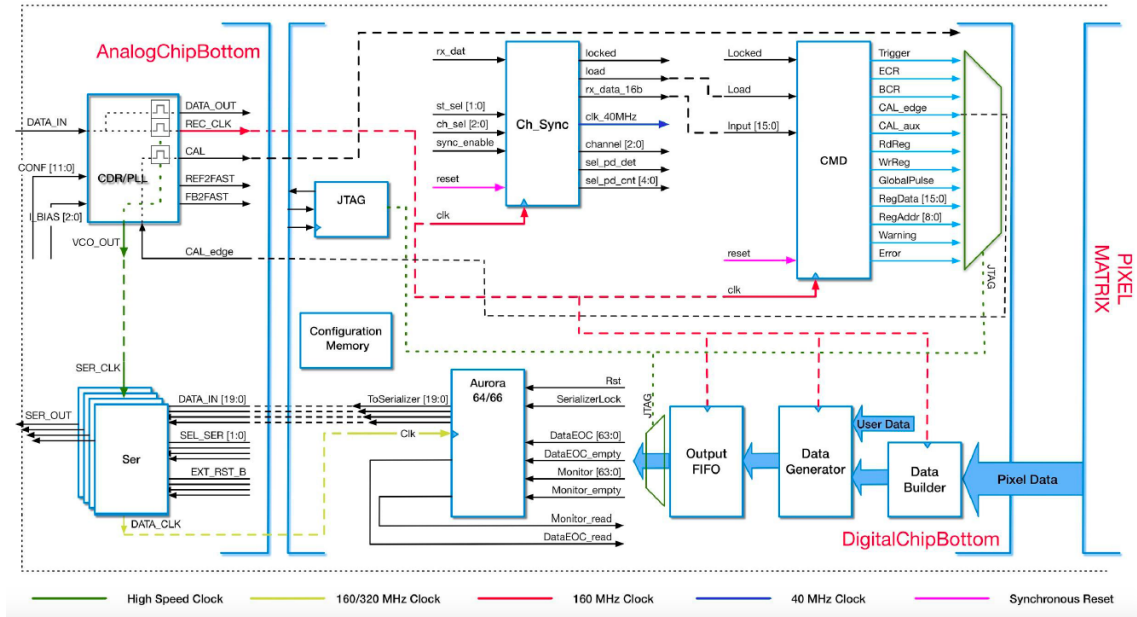 AnalogChipBottom
DATA_IN
DATA_OUT
REC_CLK
CAL
CONF [11:0]
CDR/PLL
REF2FAST
FB2FAST
I_BIAS [2:0]
VCO_OUT
CAL_edge
rx_dat
st_sel [1:0]
ch_sel [2:0]
sync_enable
reset
clk
Ch_Sync
locked
load
rx_data_16b
clk_40MHz
channel [2:0]
sel_pd_det
sel_pd_cnt [4:0]
Locked
Load
Input [15:0]
reset
clk
CMD
Trigger
ECR
BCR
CAL_edge
CAL_aux
RdReg
WrReg
GlobalPulse
RegData [15:0]
RegAddr [8:0]
Warning
Error
JTAG
JTAG
PIXEL
MATRIX
Configuration
Memory
SER_CLK
SER_OUT
DATA_IN [19:0]
SEL_SER [1:0]
Ser
EXT_RST_B
DATA_CLK
ToSerializer [19:0]
Clk
Aurora
64/66
Rst
SerializerLock
DataEOC [63:0]
DataEOC_empty
Monitor [63:0]
Monitor_empty
Monitor_read
DataEOC_read
JTAG
Output
FIFO
Data
Generator
User Data
Data
Builder
Pixel Data
DigitalChipBottom
High Speed Clock
160/320 MHz Clock
160 MHz Clock
40 MHz Clock
Synchronous Reset